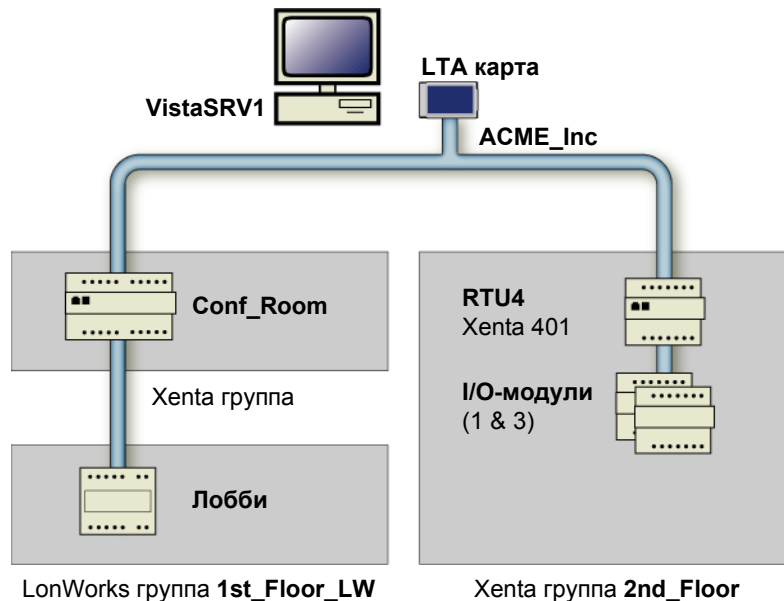 LTA карта
VistaSRV1
ACME_Inc
Conf_Room
Xenta группа
Лобби
LonWorks группа 1st_Floor_LW
RTU4
Xenta 401
I/O-модули
(1 & 3)
Xenta группа 2nd_Floor